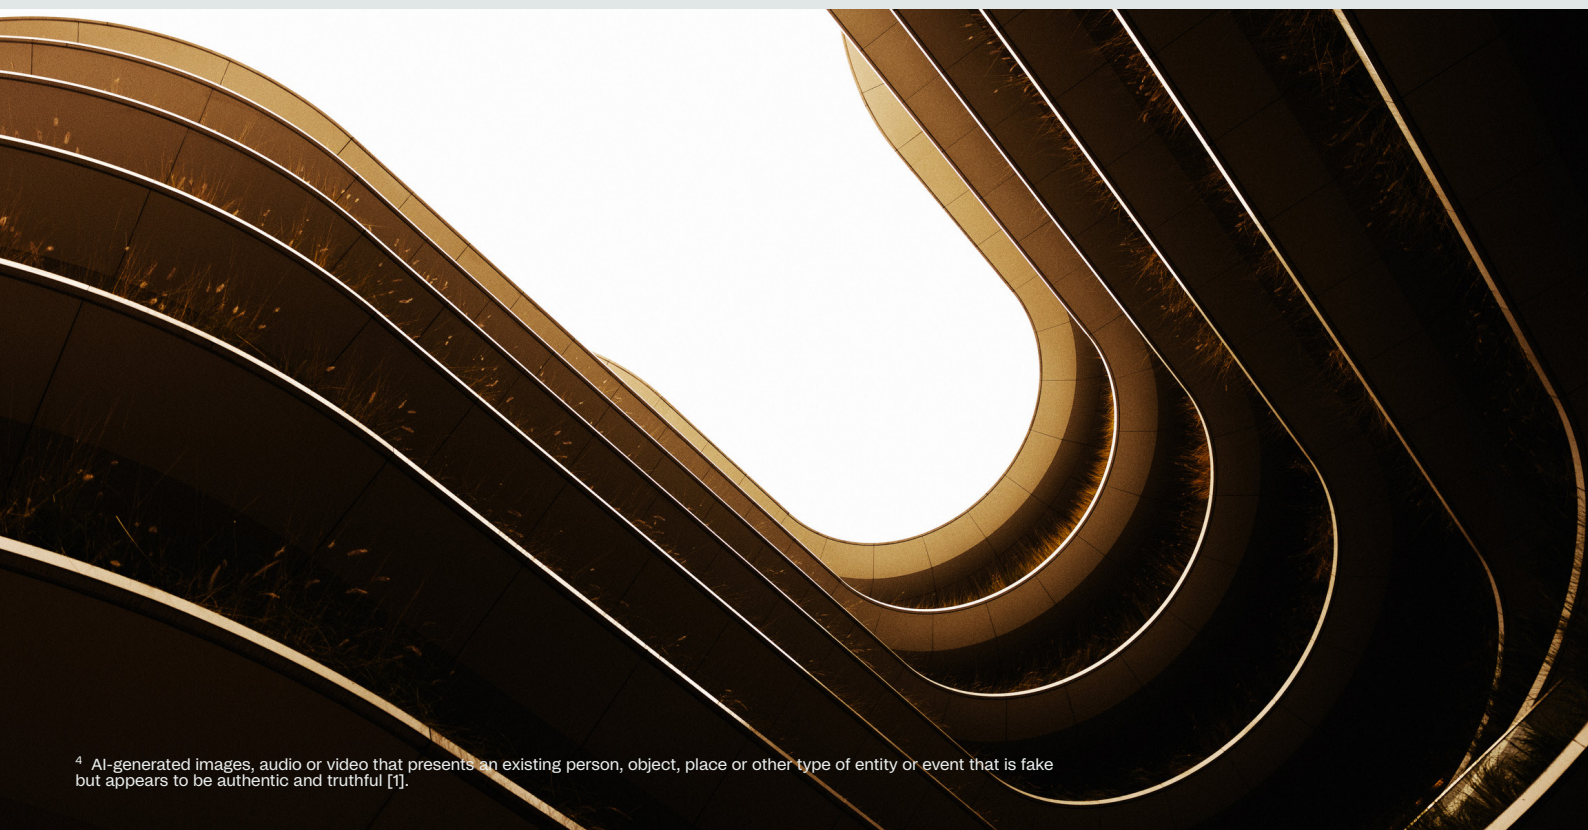 4 AI-generated images, audio or video that presents an existing person, object, place or other type of entity or event that is fake
but appears to be authentic and truthful [1].